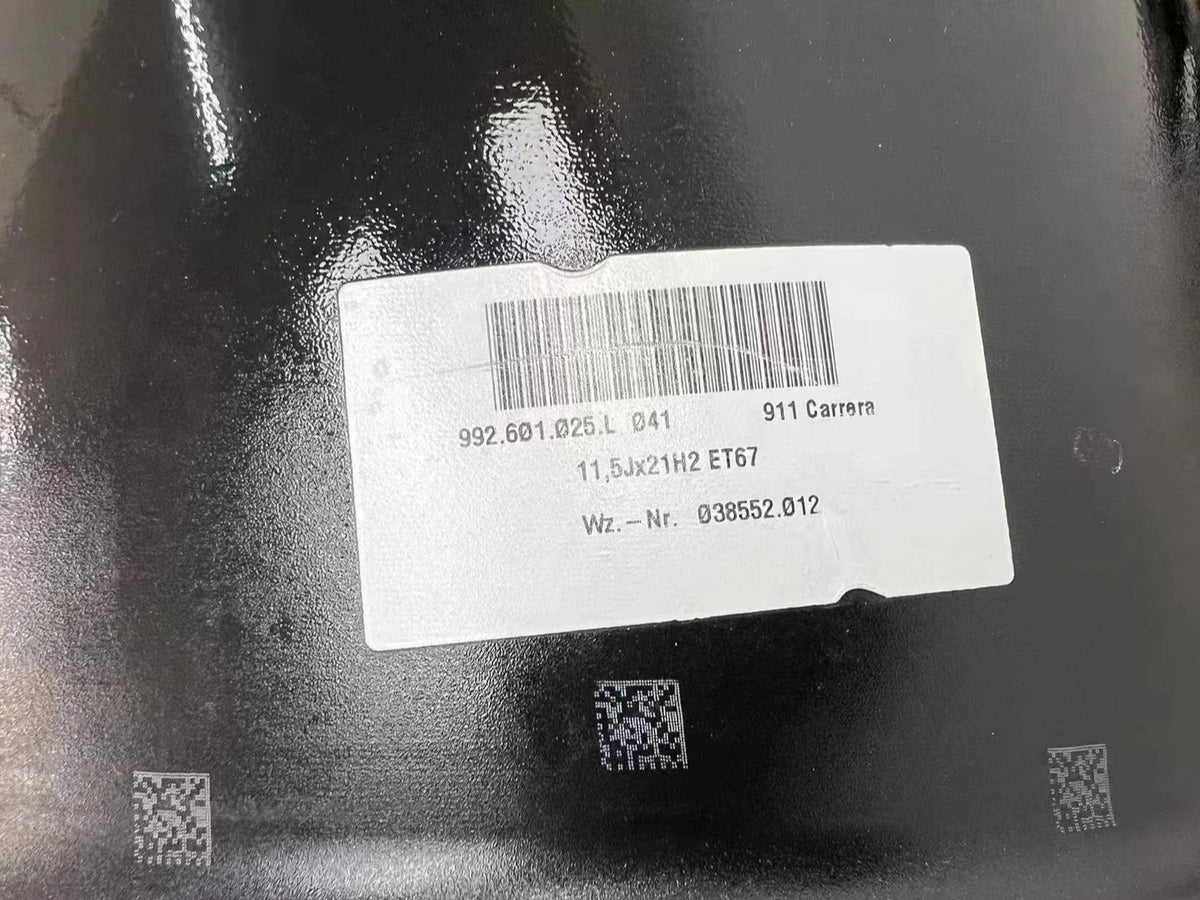 992.601.025.L 041 911 Carrera
11,5Jx21H2 ET67
Wz.-Nr. 038552.012